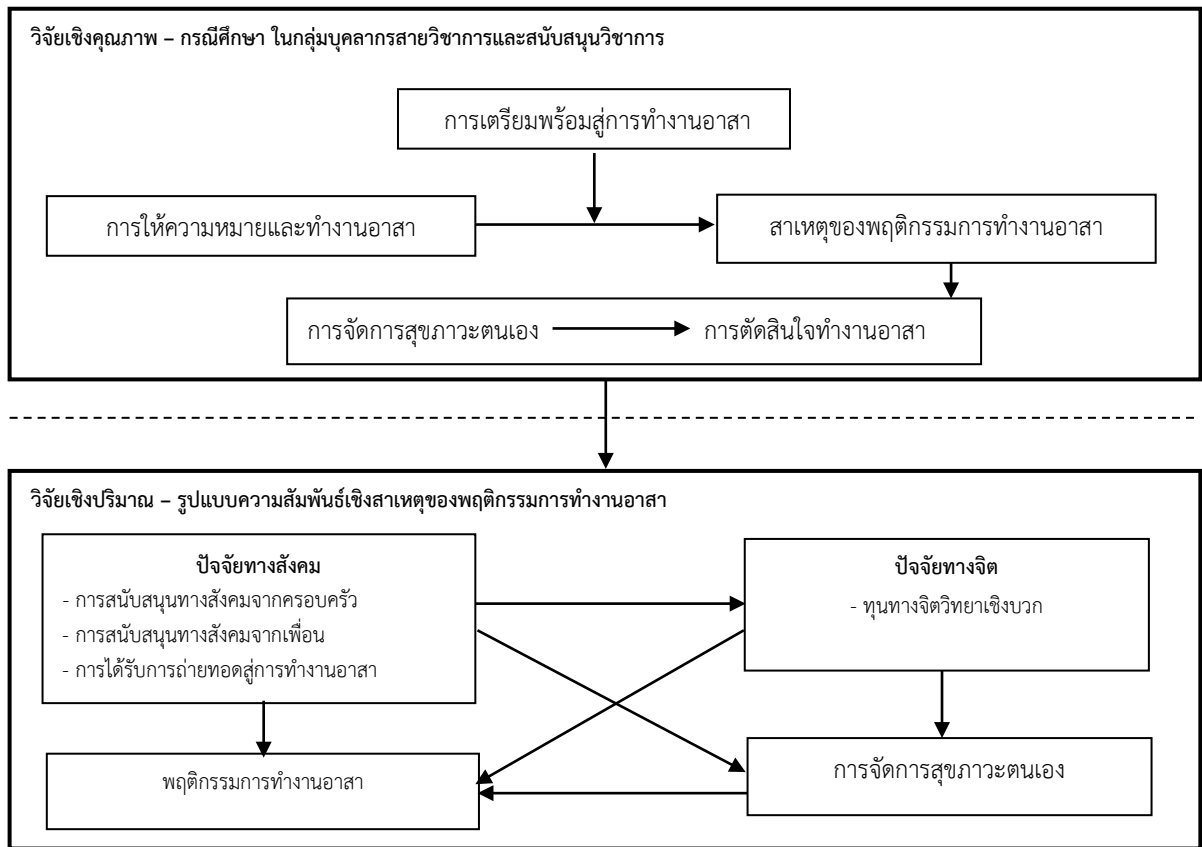 วิจัยเชิงคุณภาพ – กรณีศึกษา ในกลุ่มบุคลากรสายวิชาการและสนับสนุนวิชาการ
การเตรียมพร้อมสู่การทำงานอาสา
การให้ความหมายและทำงานอาสา
สาเหตุของพฤติกรรมการทำงานอาสา
การจัดการสุขภาวะตนเอง
การตัดสินใจทำงานอาสา
วิจัยเชิงปริมาณ – รูปแบบความสัมพันธ์เชิงสาเหตุของพฤติกรรมการทำงานอาสา
ปัจจัยทางสังคม
- การสนับสนุนทางสังคมจากครอบครัว
- การสนับสนุนทางสังคมจากเพื่อน
- การได้รับการถ่ายทอดสู่การทำงานอาสา
ปัจจัยทางจิต
- ทุนทางจิตวิทยาเชิงบวก
พฤติกรรมการทำงานอาสา
การจัดการสุขภาวะตนเอง